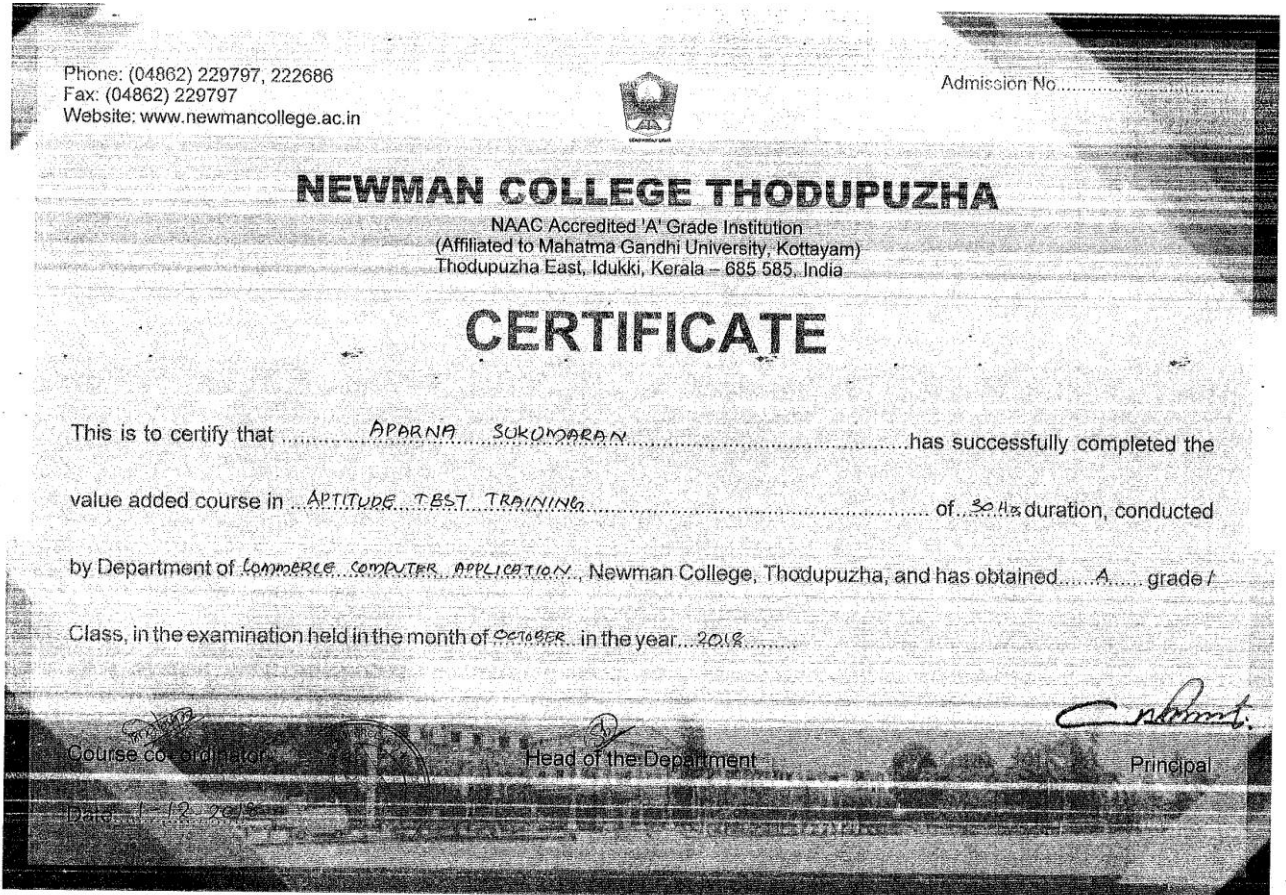 Phone: (04862) 229797, 222686
Fax: (04862) 229797
Website: www.newmancollege.ac.in
Admission No.
NEWMAN COLLEGE THODUPUZHA
NAAC Accredited 'A' Grade Institution
(Affiliated to Mahatma Gandhi University, Kottayam)
Thodupuzha East, Idukki, Kerala – 685 585, India
CERTIFICATE
This is to certify that APARNA SUKUMARAN has successfully completed the
value added course in APTITUDE TEST TRAINING of 30 Hrs duration, conducted
by Department of COMMERCE COMPUTER APPLICATION, Newman College, Thodupuzha, and has obtained A grade /
Class, in the examination held in the month of OCTOBER in the year 2018
Course co-ordinator
Head of the Department
Principal
Date: 1-12-2018